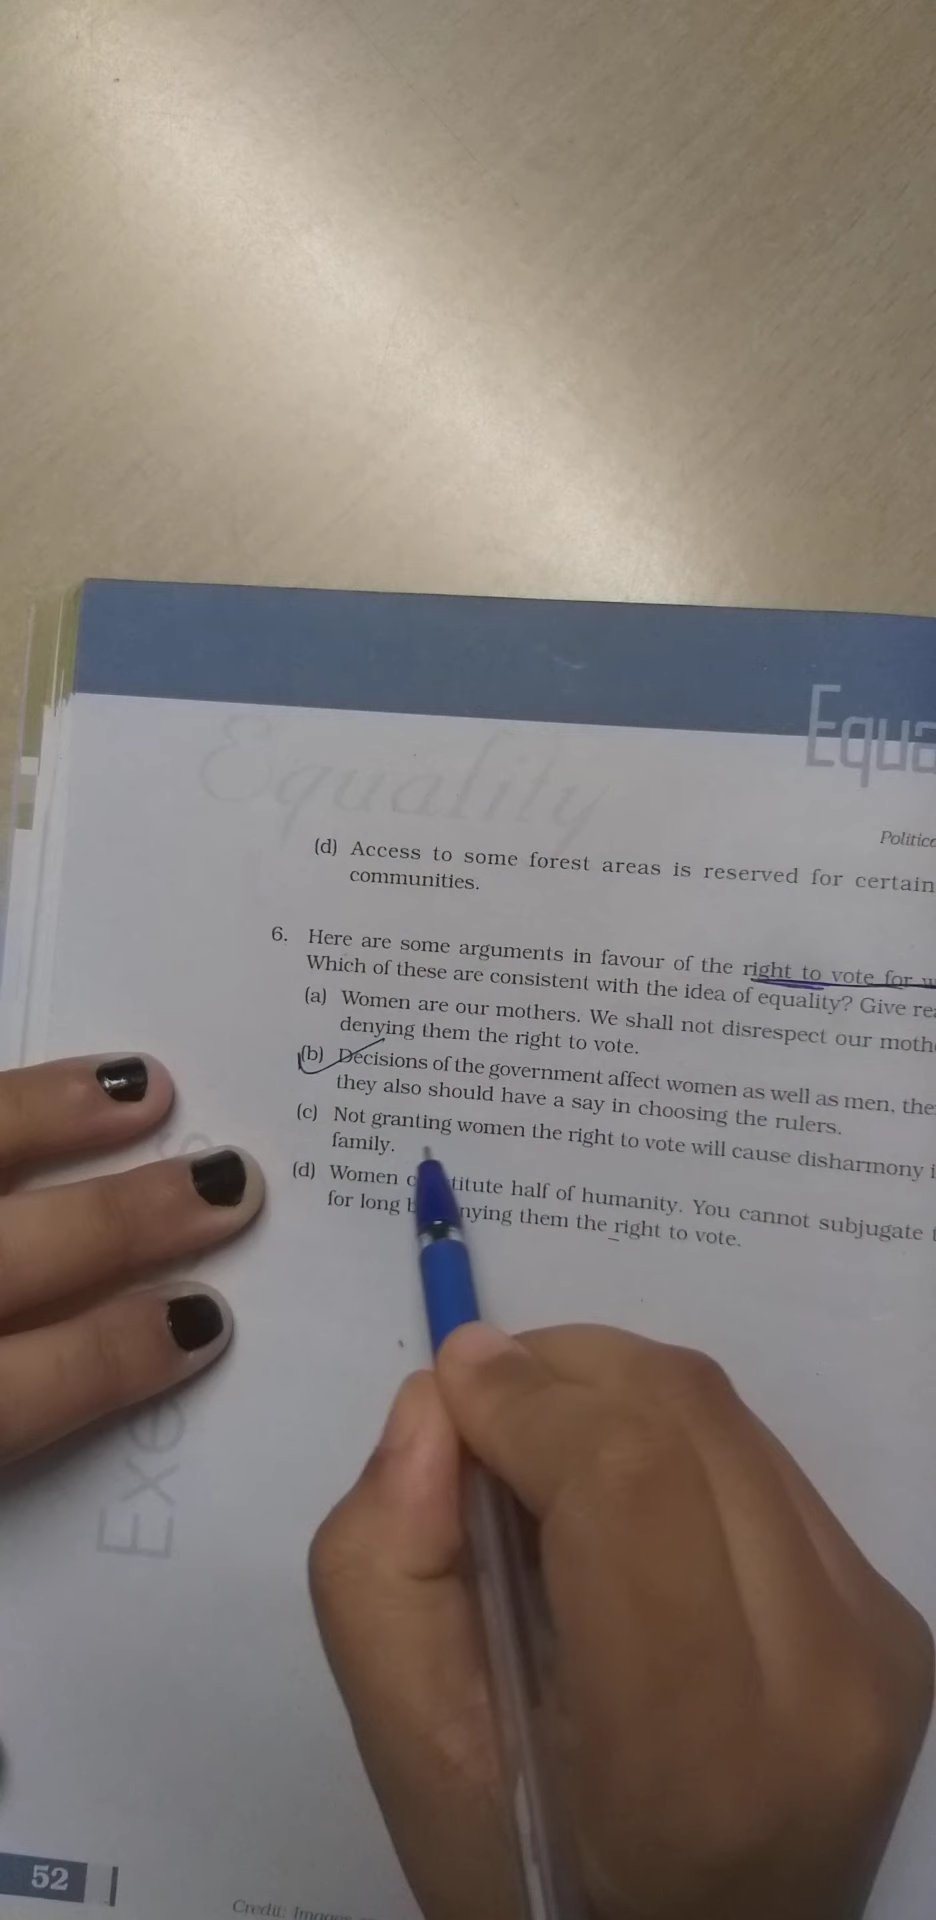 Equa
Equality
(d) Access to some forest areas is reserved for certain
communities.
6. Here are some arguments in favour of the right to vote for
Which of these are consistent with the idea of equality? Give
(a) Women are our mothers. We shall not disrespect our
denying them the right to vote.
(b) Decisions of the government affect women as well as men,
they also should have a say in choosing the rulers.
(c) Not granting women the right to vote will cause disharmony
family.
(d) Women titute half of humanity. You cannot subjugate
for long nying them the right to vote.
Exe
52
Credit: